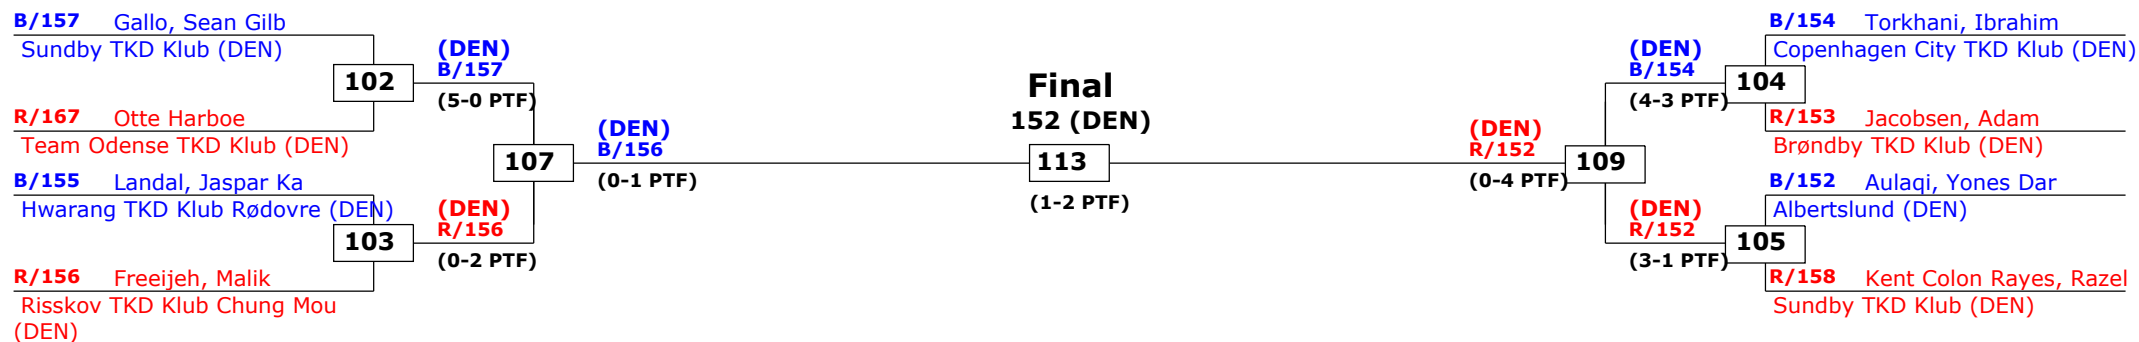 B/157 Gallo, Sean Gilb
Sundby TKD Klub (DEN)
R/167 Otte Harboe
Team Odense TKD Klub (DEN)
B/155 Landal, Jaspar Ka
Hwarang TKD Klub Rødovre (DEN)
R/156 Freeijeh, Malik
Risskov TKD Klub Chung Mou
(DEN)
102
103
(DEN)
B/157
(5-0 PTF)
(DEN)
R/156
(0-2 PTF)
107
(DEN)
B/156
(0-1 PTF)
Final
152 (DEN)
113
(1-2 PTF)
(DEN)
R/152
(0-4 PTF)
109
(DEN)
B/154
(4-3 PTF)
(DEN)
R/152
(3-1 PTF)
104
105
B/154 Torkhani, Ibrahim
Copenhagen City TKD Klub (DEN)
R/153 Jacobsen, Adam
Brøndby TKD Klub (DEN)
B/152 Aulaqi, Yones Dar
Albertslund (DEN)
R/158 Kent Colon Rayes, Razel
Sundby TKD Klub (DEN)